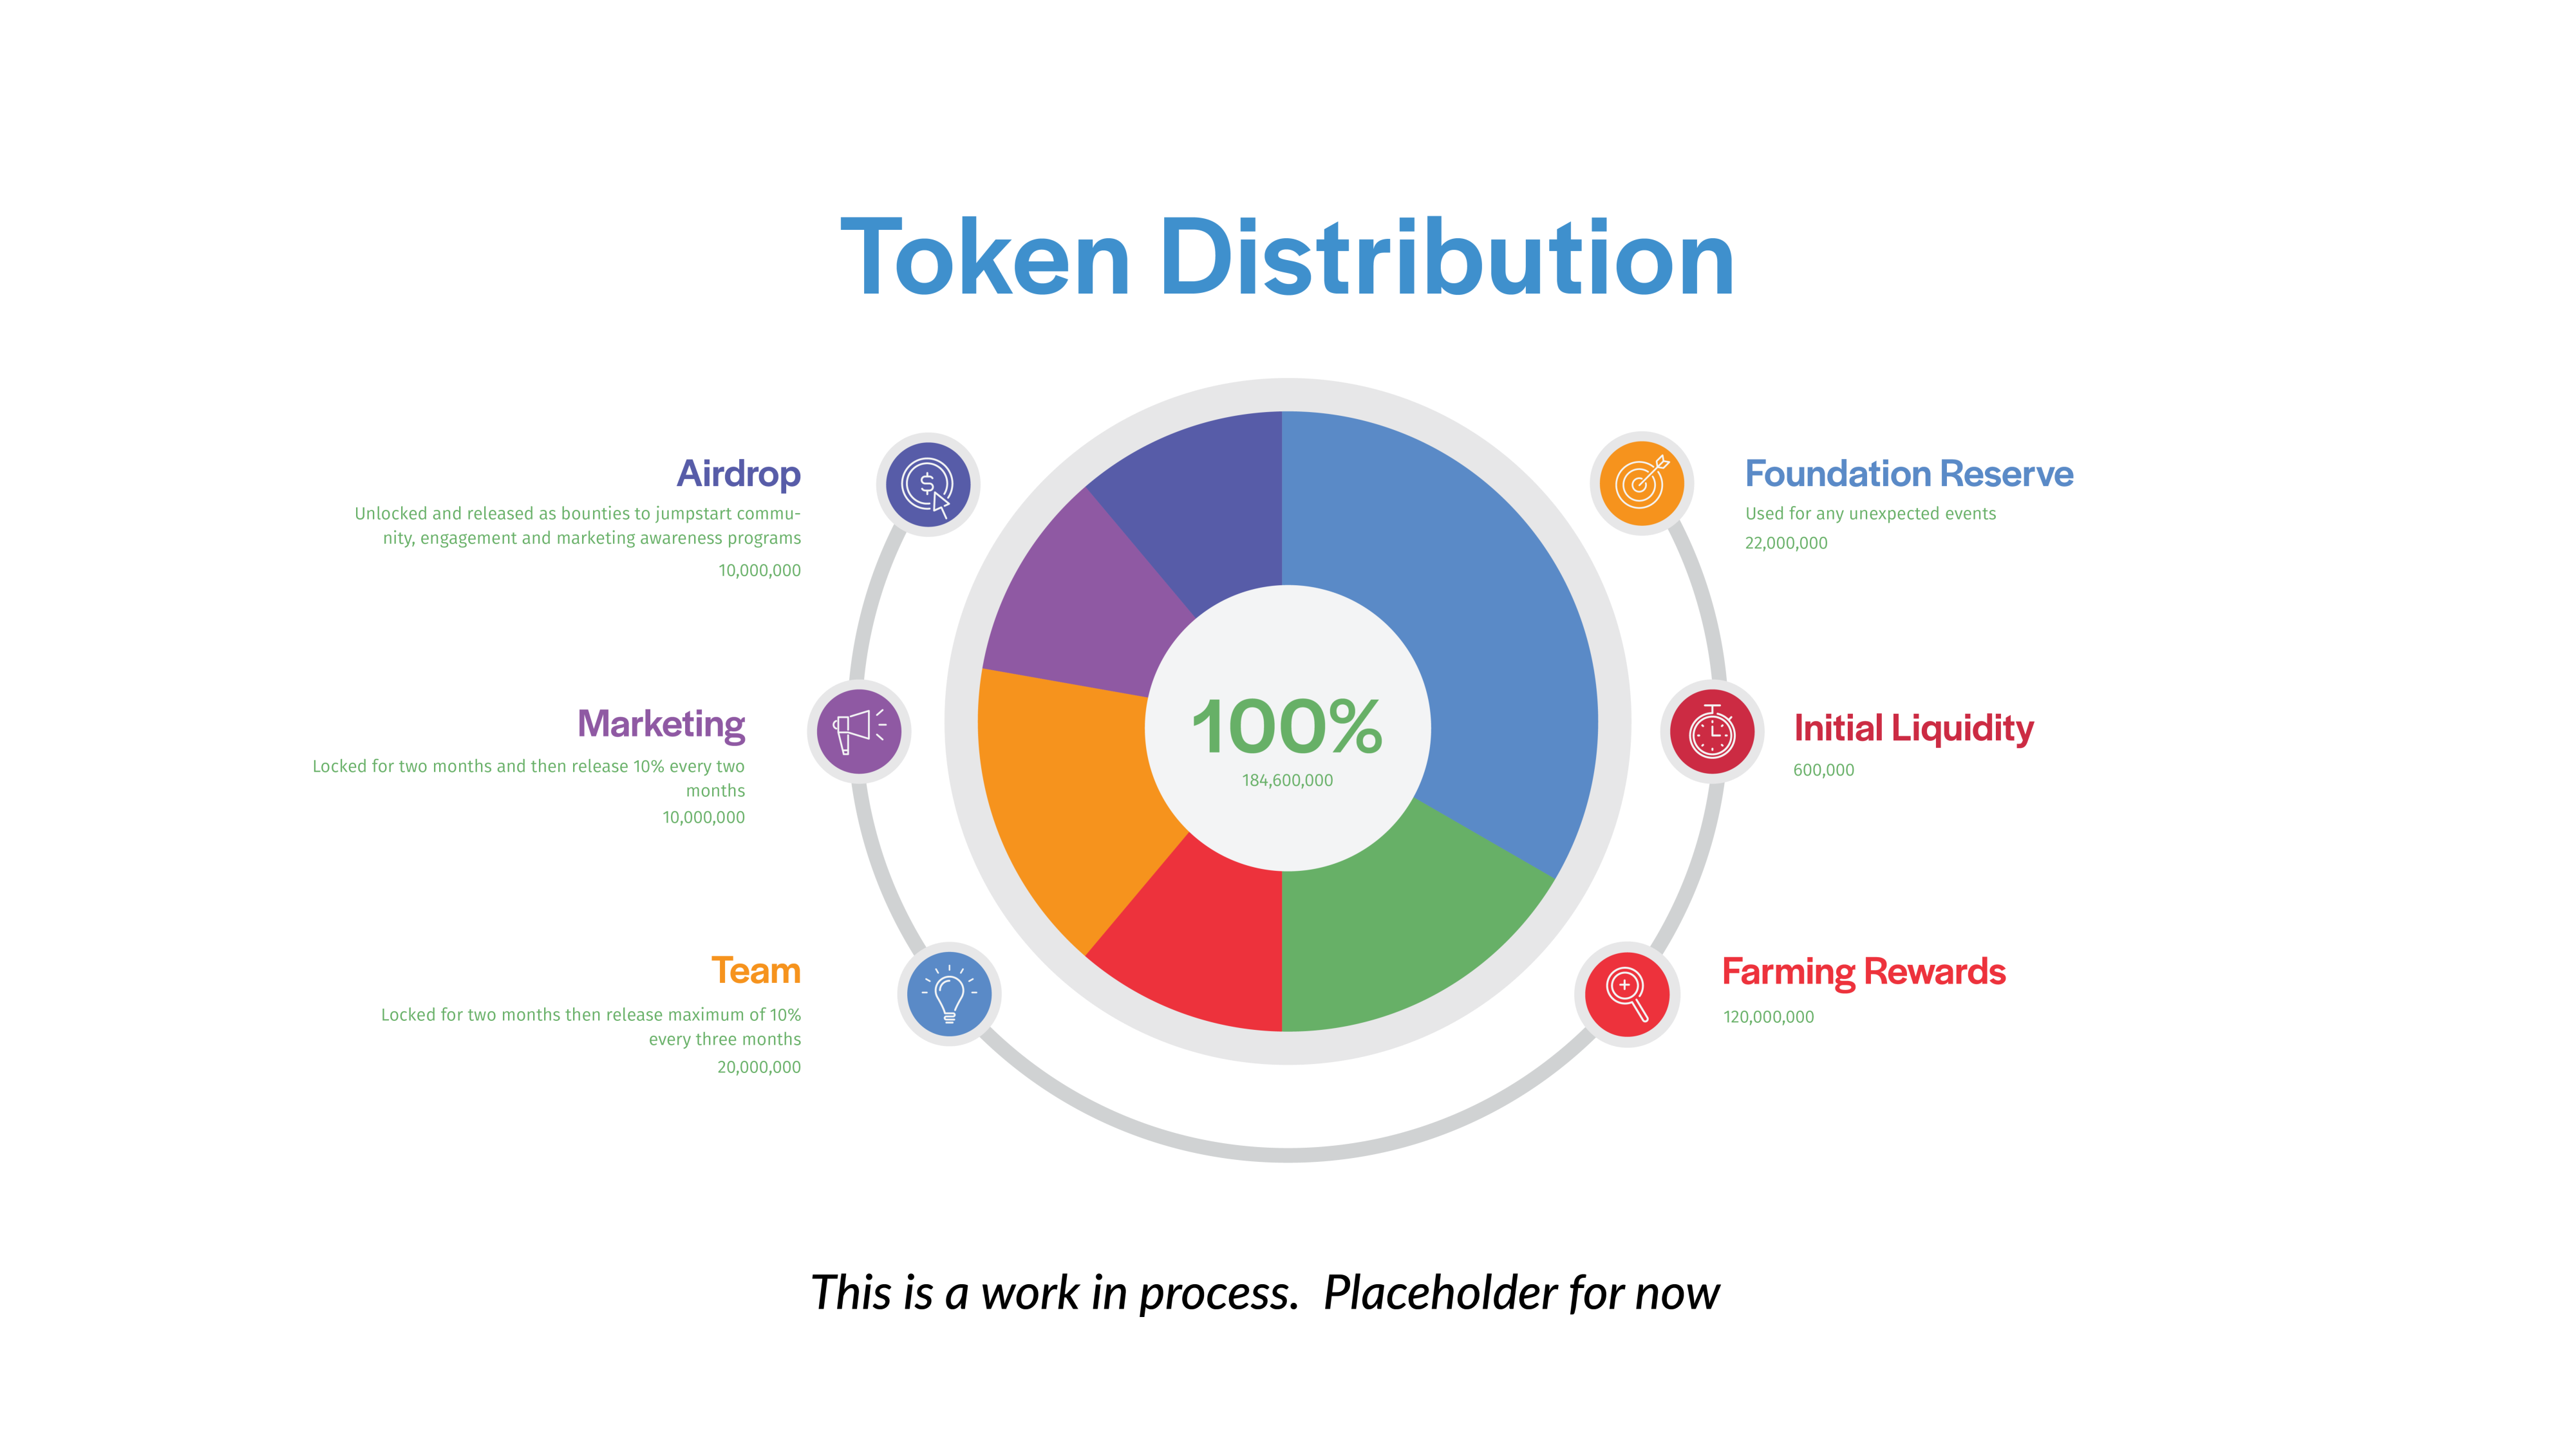 Token Distribution
Airdrop
Unlocked and released as bounties to jumpstart commu-
nity, engagement and marketing awareness programs
10,000,000
Marketing
Locked for two months and then release 10% every two
months
10,000,000
Team
Locked for two months then release maximum of 10%
every three months
20,000,000
100%
184,600,000
Foundation Reserve
Used for any unexpected events
22,000,000
Initial Liquidity
600,000
Farming Rewards
120,000,000
This is a work in process.  Placeholder for now